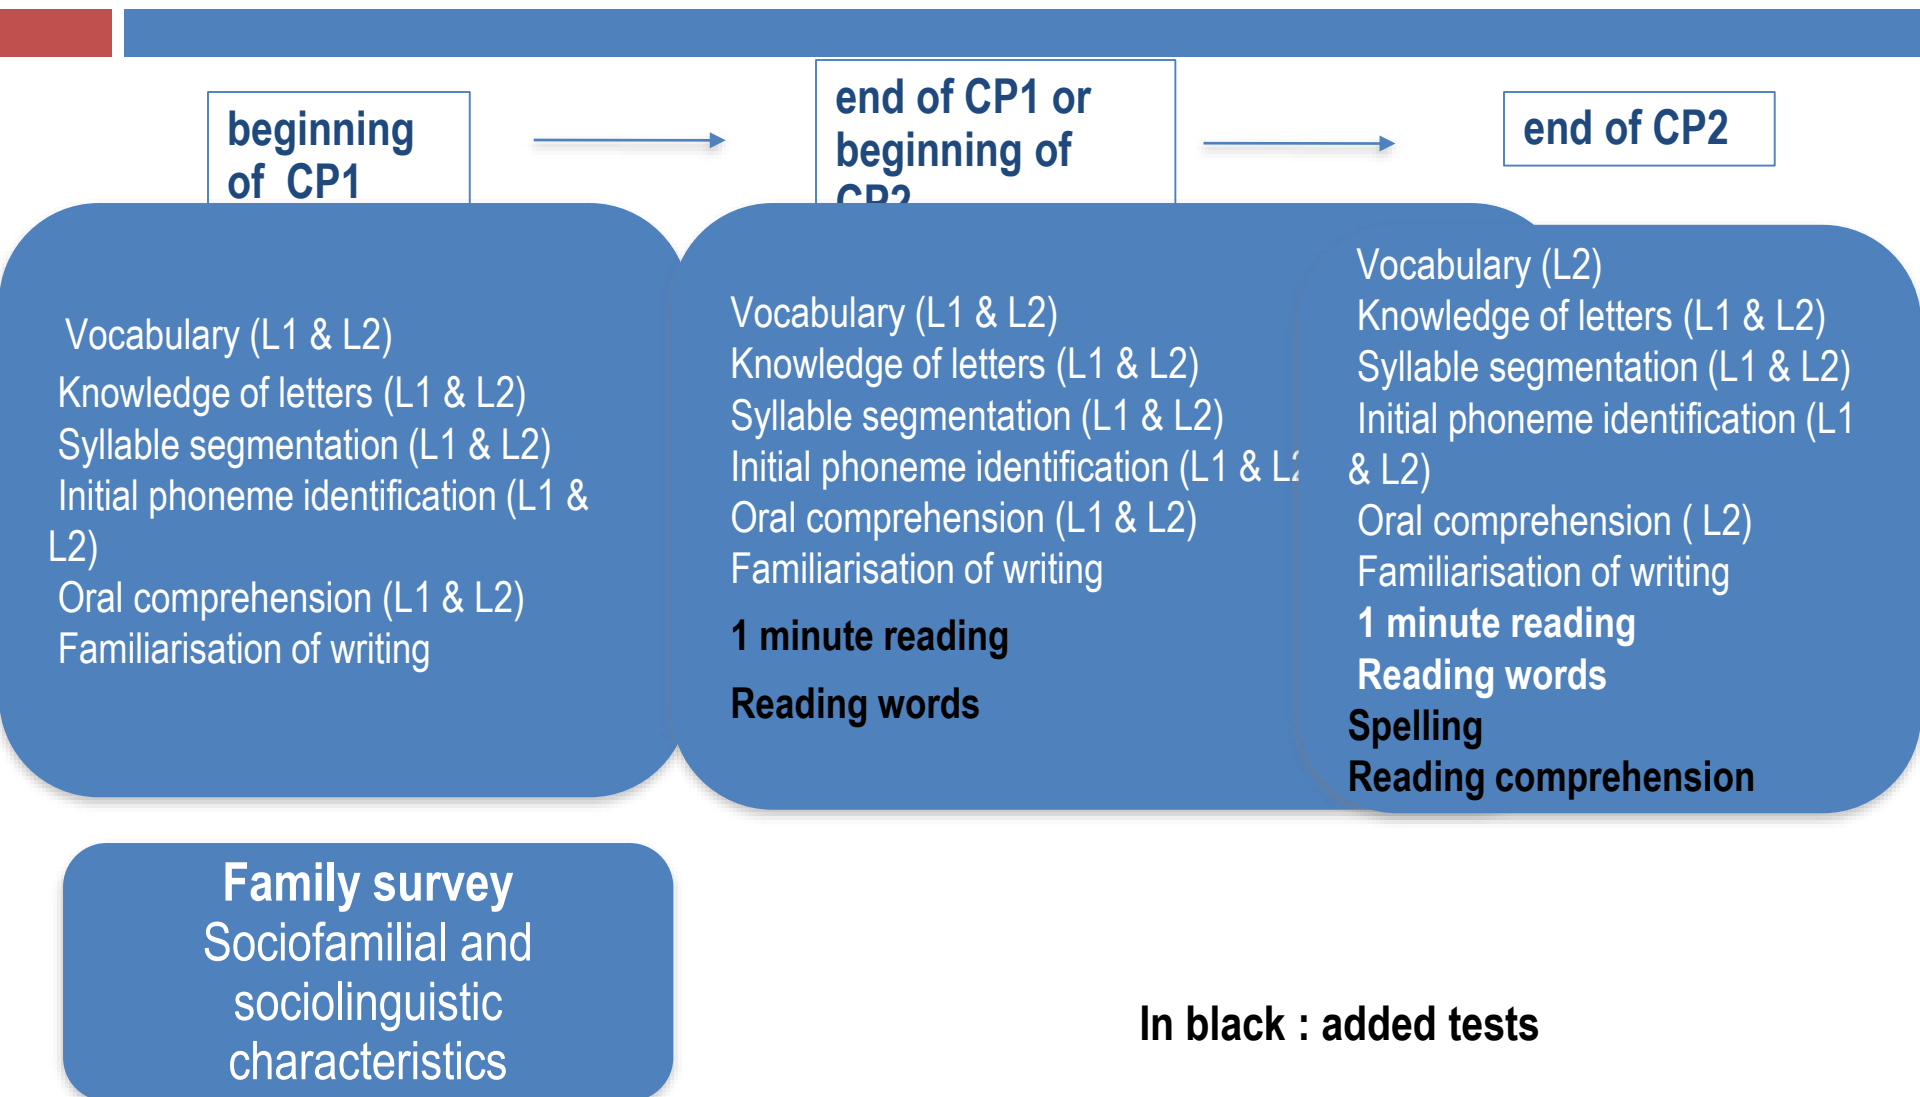 beginning
of CP1
end of CP1 or
beginning of
CP2
end of CP2
Vocabulary (L1 & L2)
Knowledge of letters (L1 & L2)
Syllable segmentation (L1 & L2)
Initial phoneme identification (L1 &
L2)
Oral comprehension (L1 & L2)
Familiarisation of writing
Vocabulary (L1 & L2)
Knowledge of letters (L1 & L2)
Syllable segmentation (L1 & L2)
Initial phoneme identification (L1 & L2
Oral comprehension (L1 & L2)
Familiarisation of writing
1 minute reading
Reading words
Vocabulary (L2)
Knowledge of letters (L1 & L2)
Syllable segmentation (L1 & L2)
Initial phoneme identification (L1
& L2)
Oral comprehension ( L2)
Familiarisation of writing
1 minute reading
Reading words
Spelling
Reading comprehension
Family survey
Sociofamilial and
sociolinguistic
characteristics
In black : added tests